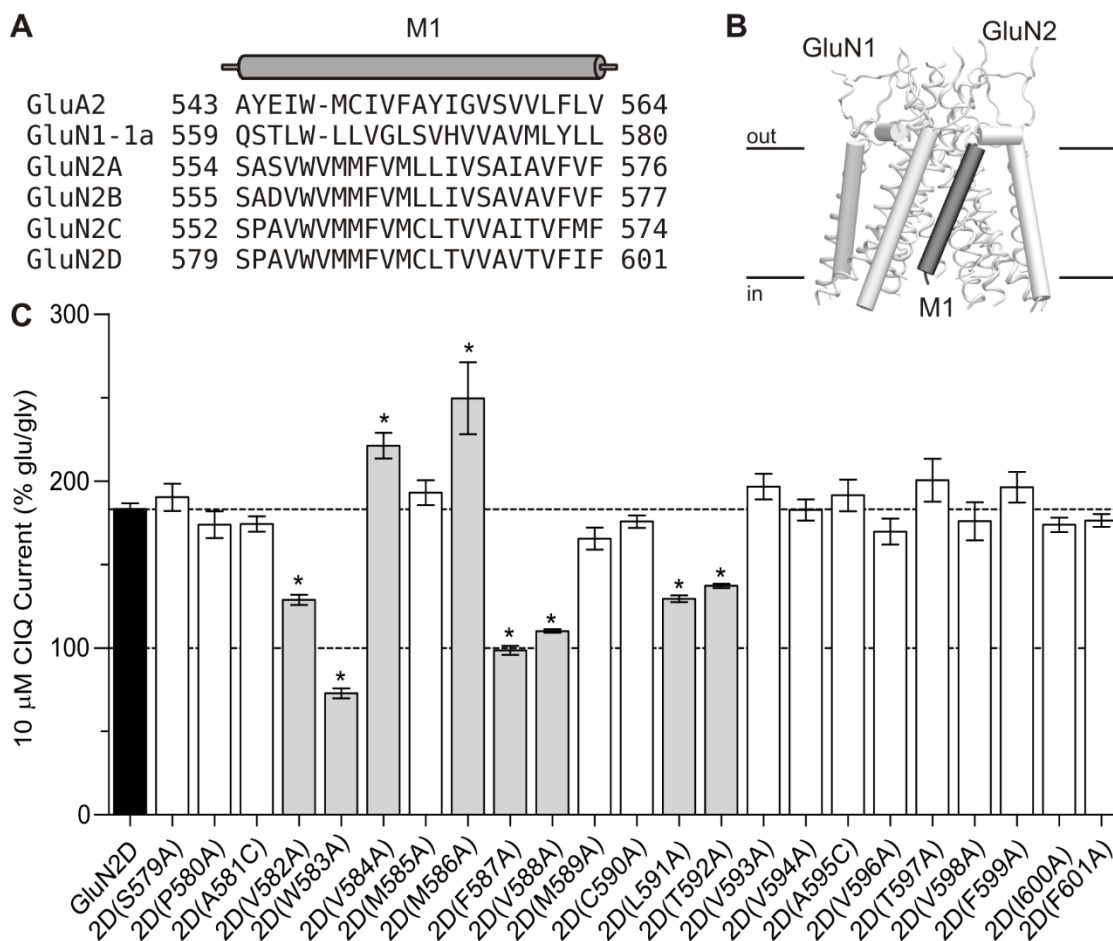 A
M1
GluA2 543 AYEIW-MCIVFAYIGVSVVLFLV 564
GluN1-1a 559 QSTLW-LLVGLSVHVVAVMLYLL 580
GluN2A 554 SASVWVMMFVMLLIVSAIAVFVF 576
GluN2B 555 SADVWVMMFVMLLIVSAVAVFVF 577
GluN2C 552 SPAVWVMMFVMCLTVVAITVFMF 574
GluN2D 579 SPAVWVMMFVMCLTVVAVTVFIF 601
B
GluN1
GluN2
out
in
M1
C
10 µM CIQ Current (% glu/gly)
300
200
100
0
* * * * * * * *
GluN2D
2D(S579A)
2D(P580A)
2D(A581C)
2D(V582A)
2D(W583A)
2D(V584A)
2D(M585A)
2D(M586A)
2D(F587A)
2D(V588A)
2D(M589A)
2D(C590A)
2D(L591A)
2D(T592A)
2D(V593A)
2D(V594A)
2D(A595C)
2D(V596A)
2D(T597A)
2D(V598A)
2D(F599A)
2D(I600A)
2D(F601A)